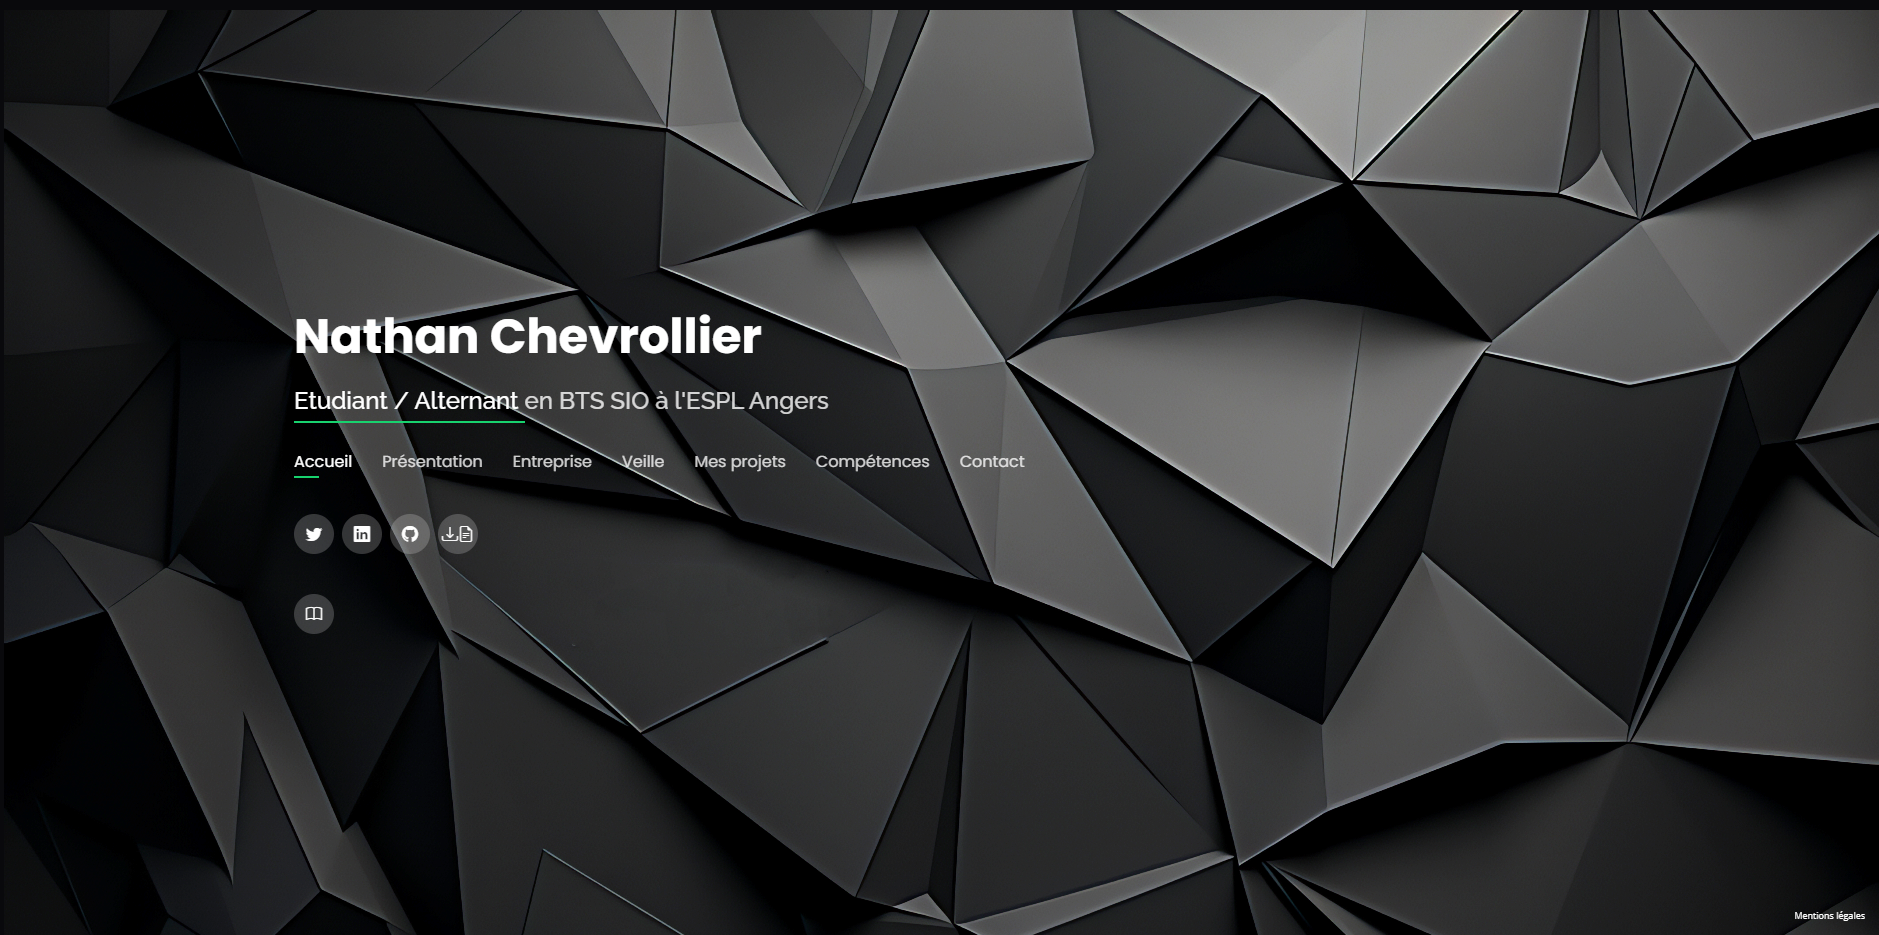 Nathan Chevrollier
Etudiant / Alternant en BTS SIO à l'ESPL Angers
Accueil Présentation Entreprise Veille Mes projets Compétences Contact
in
Mentions légales